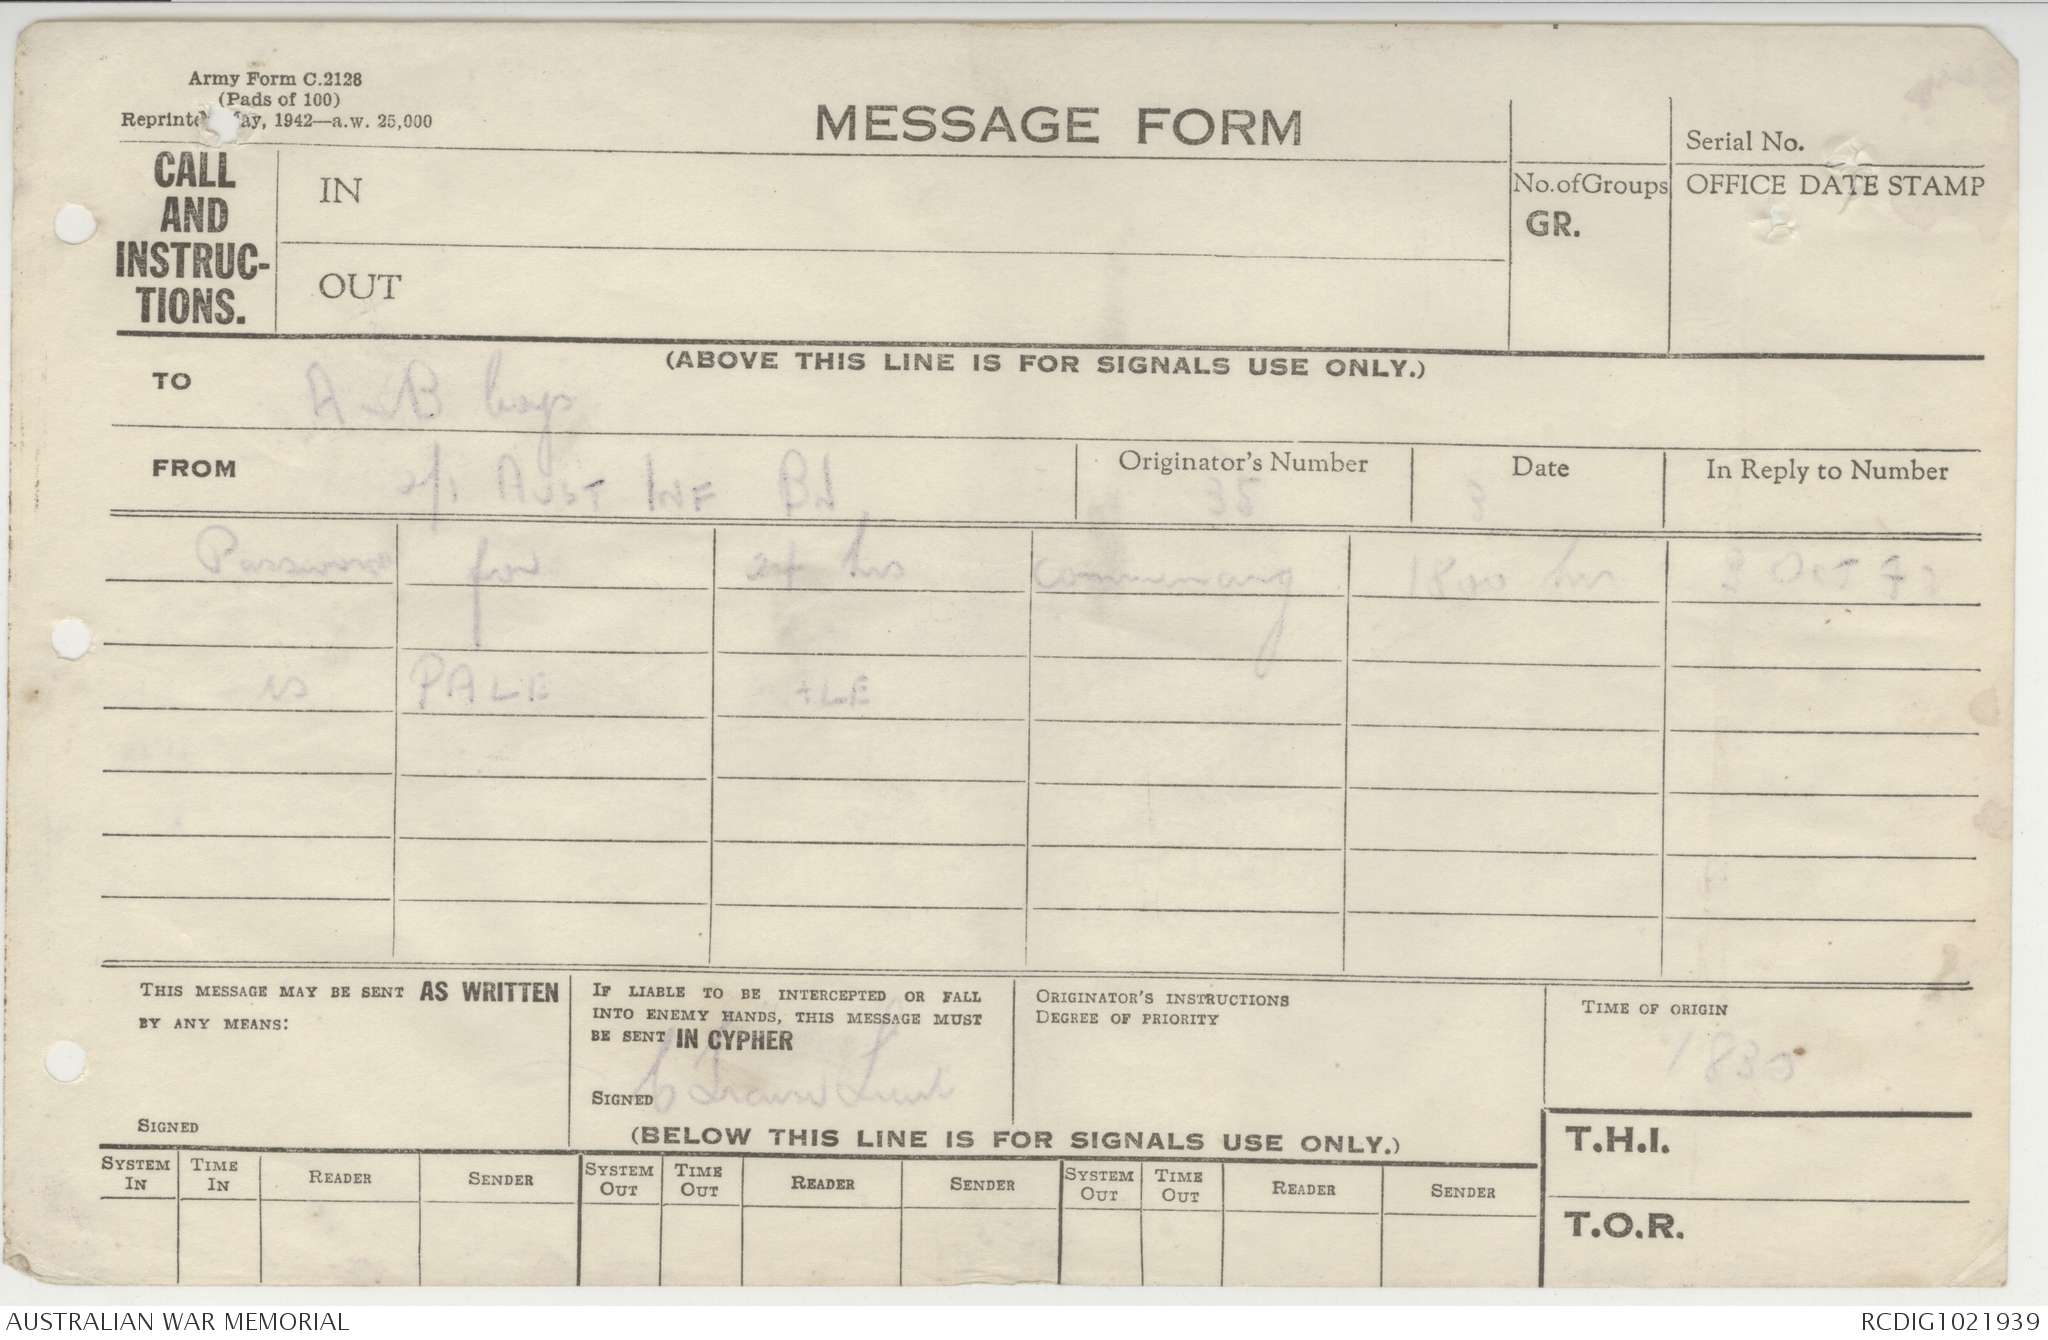 Army Form C.2128
(Pads of 100)
Reprinted May, 1942—a.w. 25,000
MESSAGE FORM
Serial No.
CALL AND INSTRUC-TIONS.
IN
OUT
No. of Groups
GR.
OFFICE DATE STAMP
(ABOVE THIS LINE IS FOR SIGNALS USE ONLY.)
TO A B
FROM 2/1 AUST INF Bn
Originator's Number 35
Date
In Reply to Number
Password for 24 hrs commencing 1800 hrs Oct
is PALE ALE
THIS MESSAGE MAY BE SENT AS WRITTEN
BY ANY MEANS:
SIGNED
IF LIABLE TO BE INTERCEPTED OR FALL
INTO ENEMY HANDS, THIS MESSAGE MUST
BE SENT IN CYPHER
SIGNED Lieut
ORIGINATOR'S INSTRUCTIONS
DEGREE OF PRIORITY
TIME OF ORIGIN
1830
(BELOW THIS LINE IS FOR SIGNALS USE ONLY.)
T.H.I.
T.O.R.
SYSTEM IN
TIME IN
READER
SENDER
SYSTEM OUT
TIME OUT
READER
SENDER
SYSTEM OUT
TIME OUT
READER
SENDER
AUSTRALIAN WAR MEMORIAL
RCDIG1021939